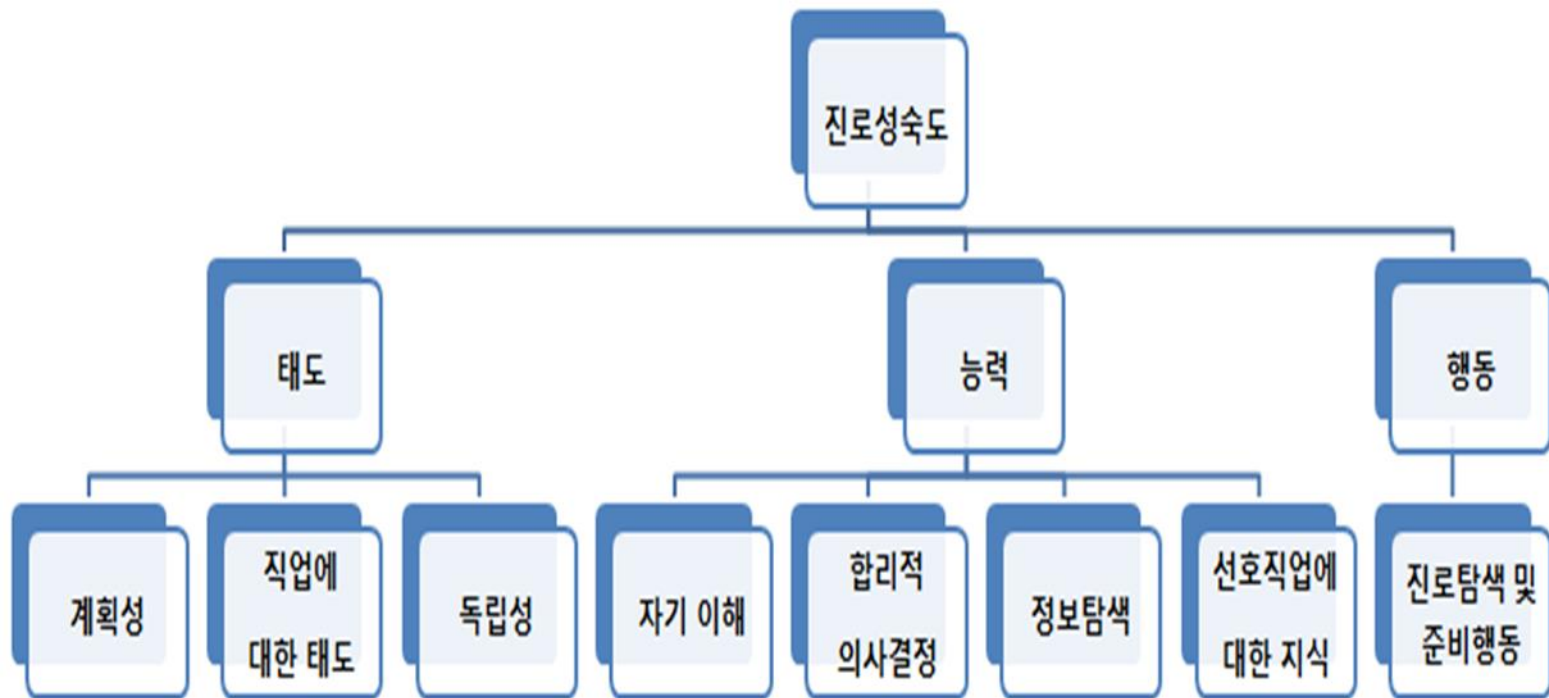 진로성숙도
태도
능력
행동
계획성
직업에
대한 태도
독립성
자기 이해
합리적
의사결정
정보탐색
선호직업에
대한 지식
진로탐색 및
준비행동